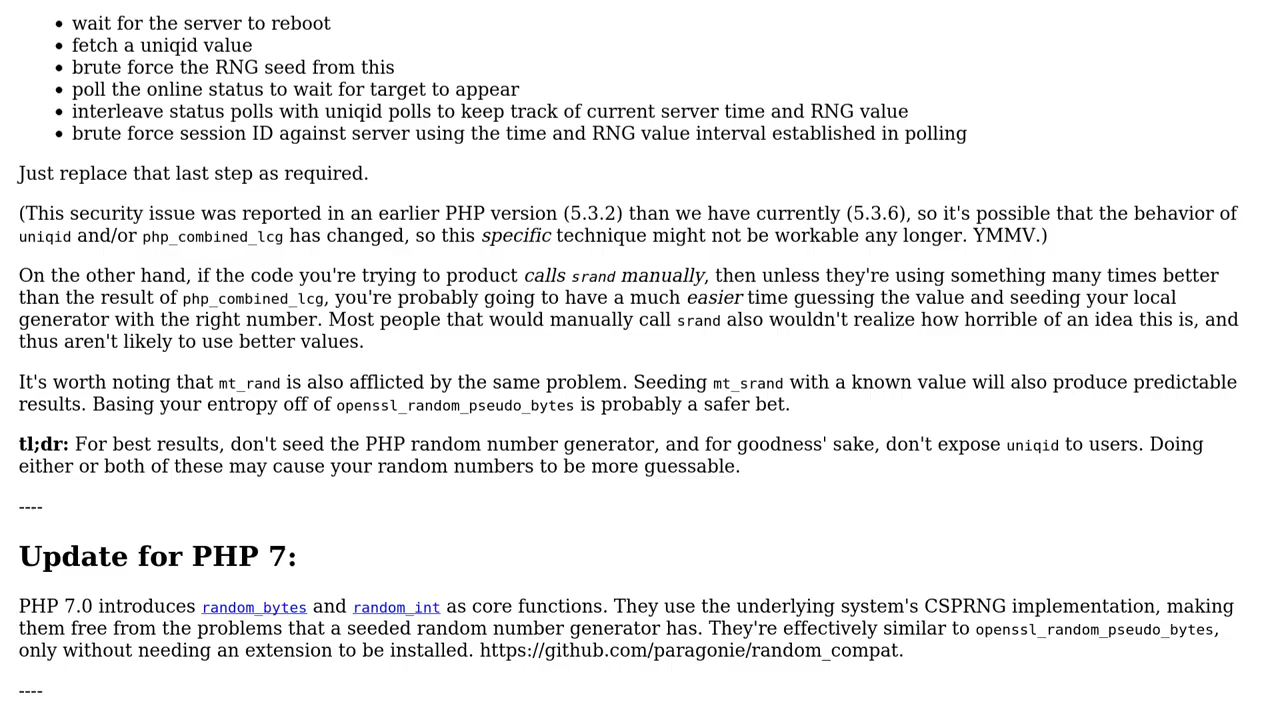 • wait for the server to reboot
• fetch a uniqid value
• brute force the RNG seed from this
• poll the online status to wait for target to appear
• interleave status polls with uniqid polls to keep track of current server time and RNG value
• brute force session ID against server using the time and RNG value interval established in polling
Just replace that last step as required.
(This security issue was reported in an earlier PHP version (5.3.2) than we have currently (5.3.6), so it's possible that the behavior of
uniqid and/or php_combined_lcg has changed, so this specific technique might not be workable any longer. YMMV.)
On the other hand, if the code you're trying to product calls srand manually, then unless they're using something many times better
than the result of php_combined_lcg, you're probably going to have a much easier time guessing the value and seeding your local
generator with the right number. Most people that would manually call srand also wouldn't realize how horrible of an idea this is, and
thus aren't likely to use better values.
It's worth noting that mt_rand is also afflicted by the same problem. Seeding mt_srand with a known value will also produce predictable
results. Basing your entropy off of openssl_random_pseudo_bytes is probably a safer bet.
tl;dr: For best results, don't seed the PHP random number generator, and for goodness' sake, don't expose uniqid to users. Doing
either or both of these may cause your random numbers to be more guessable.
----
Update for PHP 7:
PHP 7.0 introduces random_bytes and random_int as core functions. They use the underlying system's CSPRNG implementation, making
them free from the problems that a seeded random number generator has. They're effectively similar to openssl_random_pseudo_bytes,
only without needing an extension to be installed. https://github.com/paragonie/random_compat.
----